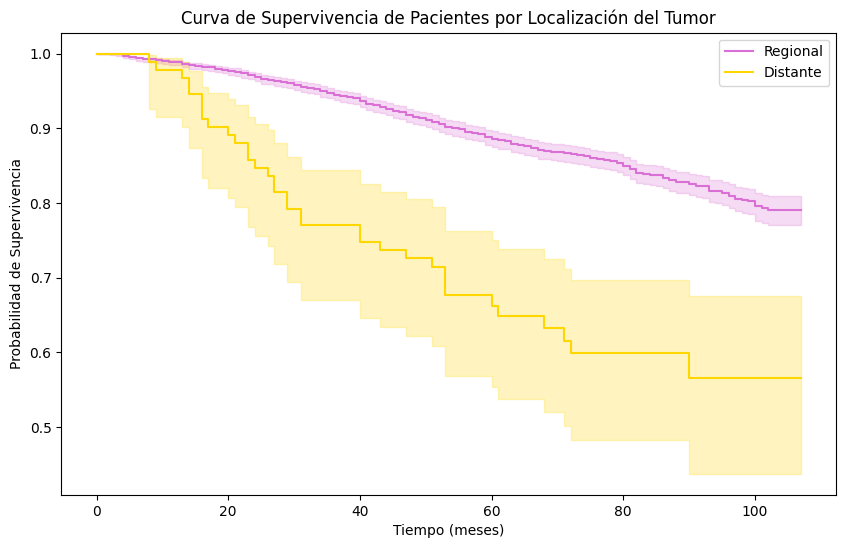 Curva de Supervivencia de Pacientes por Localización del Tumor
Regional
Distante
Probabilidad de Supervivencia
1.0
0.9
0.8
0.7
0.6
0.5
0 20 40 60 80 100
Tiempo (meses)